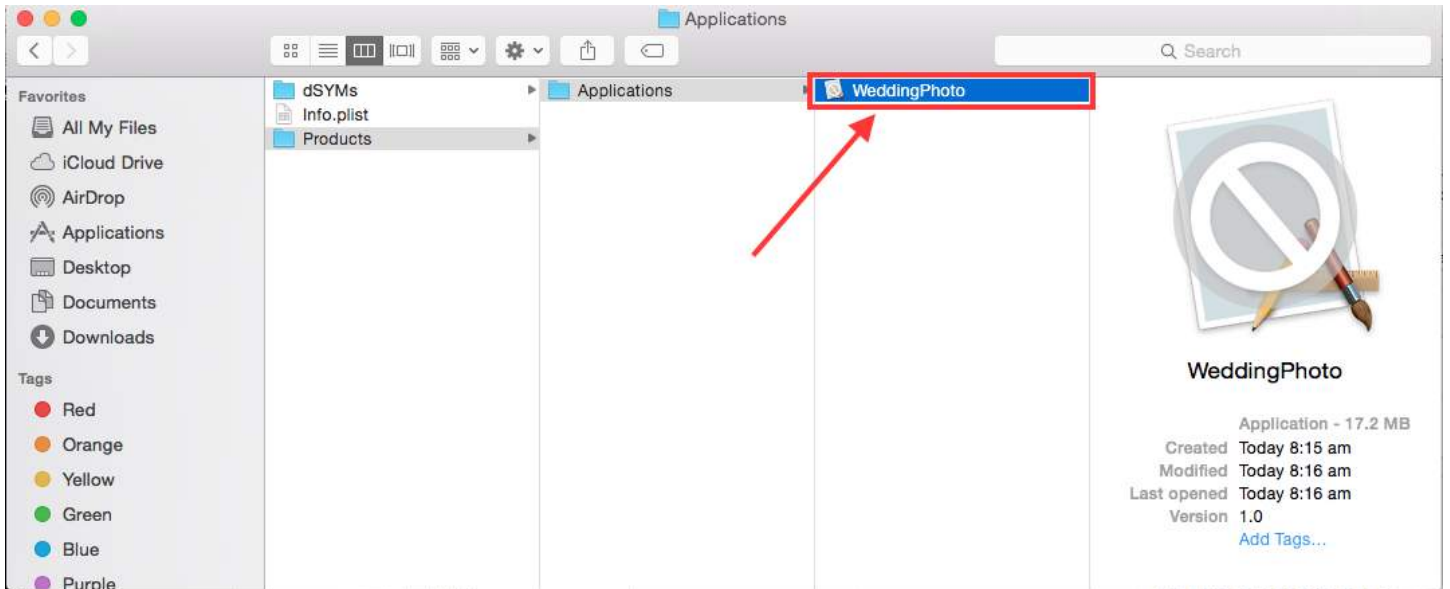 Applications
Search
Favorites
All My Files
iCloud Drive
AirDrop
Applications
Desktop
Documents
Downloads
Tags
Red
Orange
Yellow
Green
Blue
Purple
dSYMs
Info.plist
Products
Applications
WeddingPhoto
WeddingPhoto
Application - 17.2 MB
Created Today 8:15 am
Modified Today 8:16 am
Last opened Today 8:16 am
Version 1.0
Add Tags...